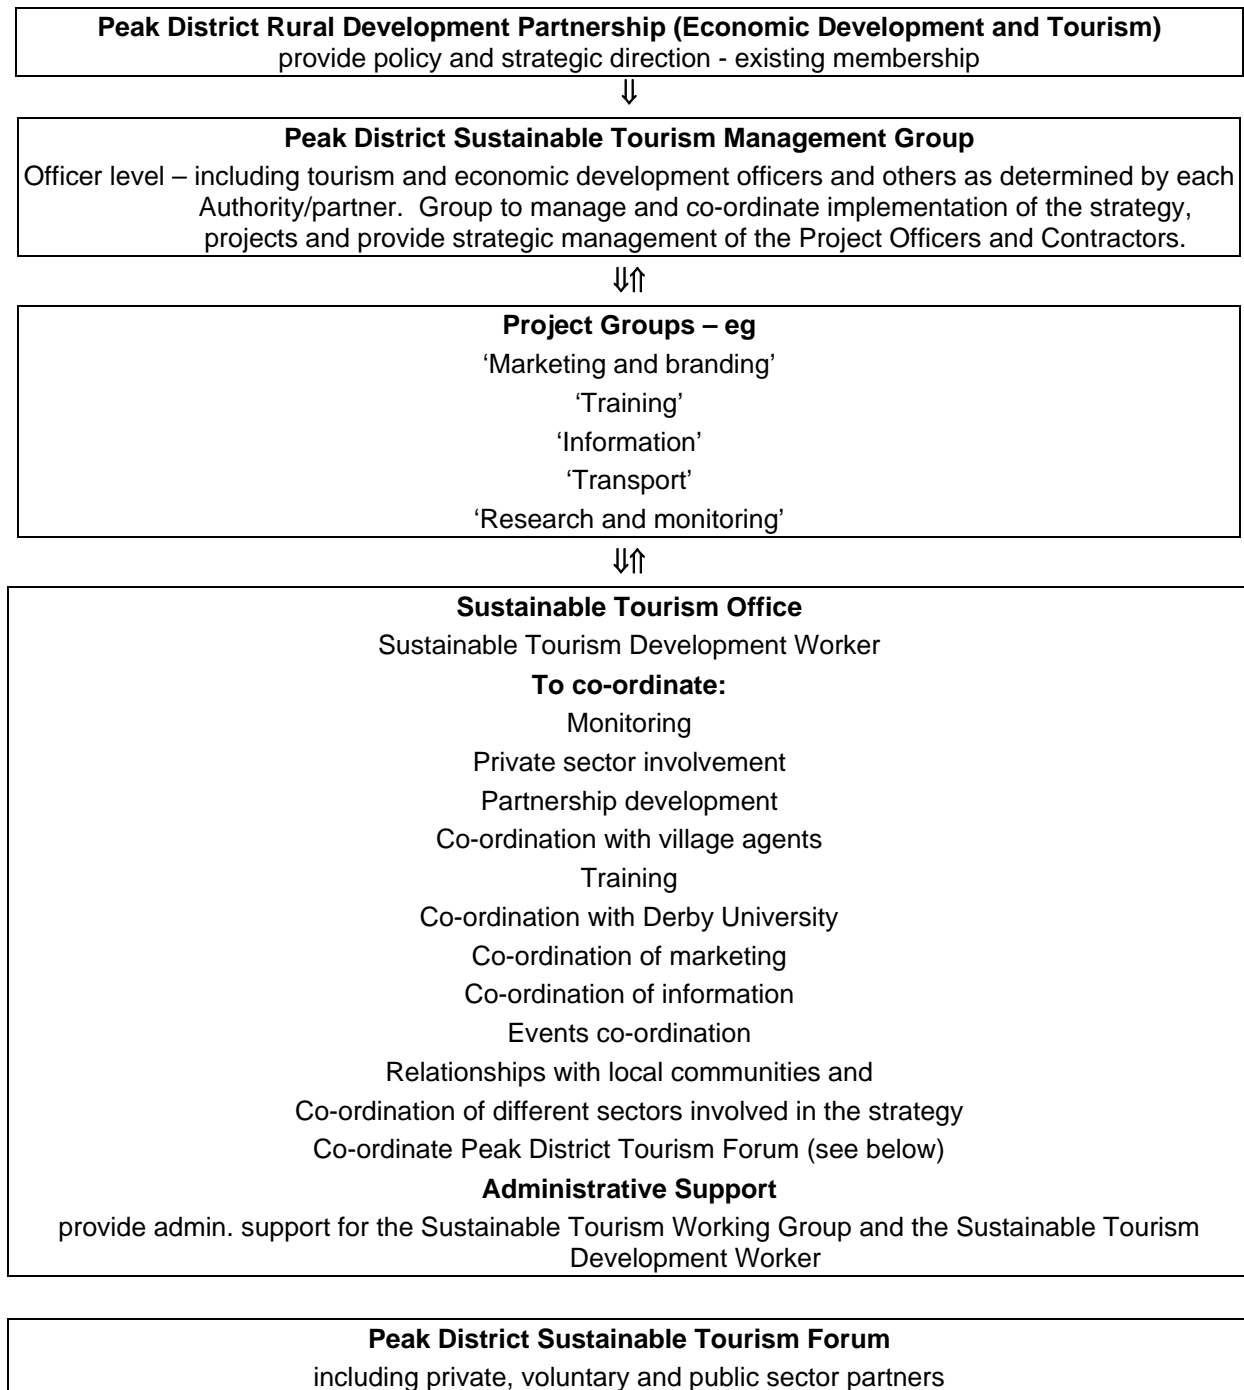 Peak District Rural Development Partnership (Economic Development and Tourism)
provide policy and strategic direction - existing membership
⇓
Peak District Sustainable Tourism Management Group
Officer level – including tourism and economic development officers and others as determined by each
Authority/partner.  Group to manage and co-ordinate implementation of the strategy,
projects and provide strategic management of the Project Officers and Contractors.
⇓⇑
Project Groups – eg
‘Marketing and branding’
‘Training’
‘Information’
‘Transport’
‘Research and monitoring’
⇓⇑
Sustainable Tourism Office
Sustainable Tourism Development Worker
To co-ordinate:
Monitoring
Private sector involvement
Partnership development
Co-ordination with village agents
Training
Co-ordination with Derby University
Co-ordination of marketing
Co-ordination of information
Events co-ordination
Relationships with local communities and
Co-ordination of different sectors involved in the strategy
Co-ordinate Peak District Tourism Forum (see below)
Administrative Support
provide admin. support for the Sustainable Tourism Working Group and the Sustainable Tourism
Development Worker
Peak District Sustainable Tourism Forum
including private, voluntary and public sector partners